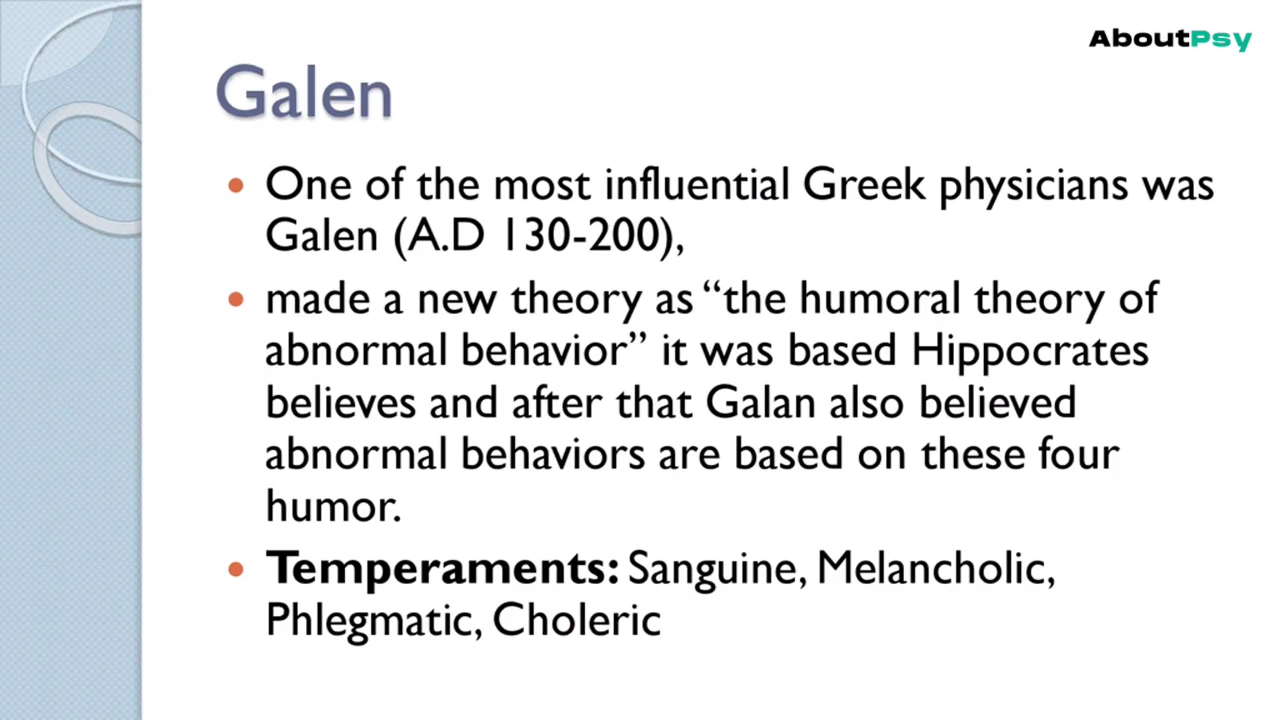 AboutPsy
Galen
• One of the most influential Greek physicians was
Galen (A.D 130-200),
• made a new theory as “the humoral theory of
abnormal behavior” it was based Hippocrates
believes and after that Galan also believed
abnormal behaviors are based on these four
humor.
• Temperaments: Sanguine, Melancholic,
Phlegmatic, Choleric